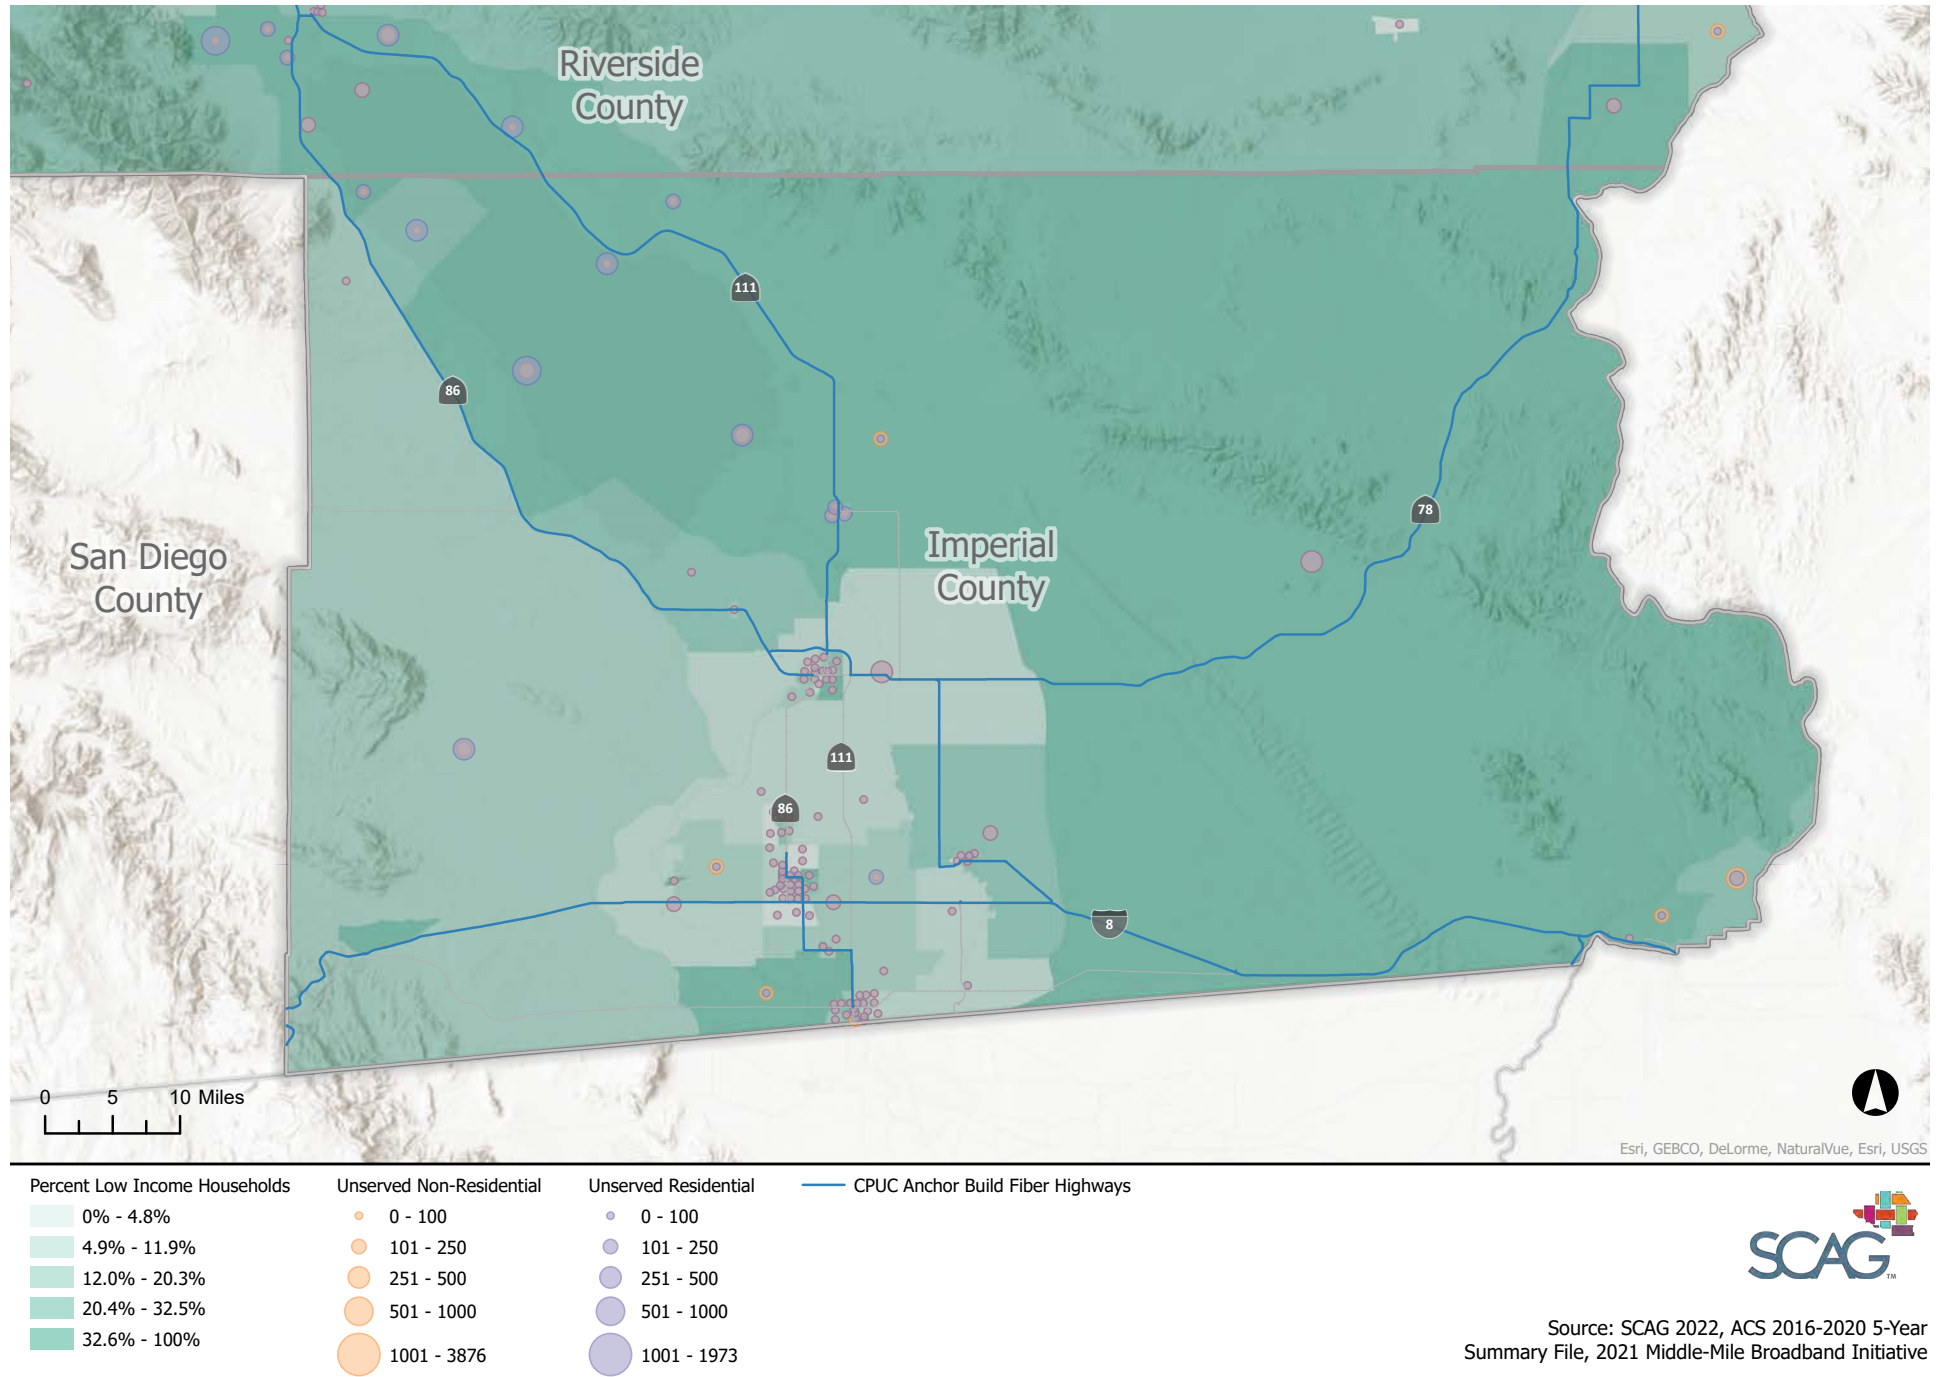 Riverside
County
111
86
78
San Diego
County
Imperial
County
111
86
8
0 5 10 Miles
Esri, GEBCO, DeLorme, NaturalVue, Esri, USGS
Percent Low Income Households
0% - 4.8%
4.9% - 11.9%
12.0% - 20.3%
20.4% - 32.5%
32.6% - 100%
Unserved Non-Residential
0 - 100
101 - 250
251 - 500
501 - 1000
1001 - 3876
Unserved Residential
0 - 100
101 - 250
251 - 500
501 - 1000
1001 - 1973
CPUC Anchor Build Fiber Highways
SCAG™
Source: SCAG 2022, ACS 2016-2020 5-Year
Summary File, 2021 Middle-Mile Broadband Initiative